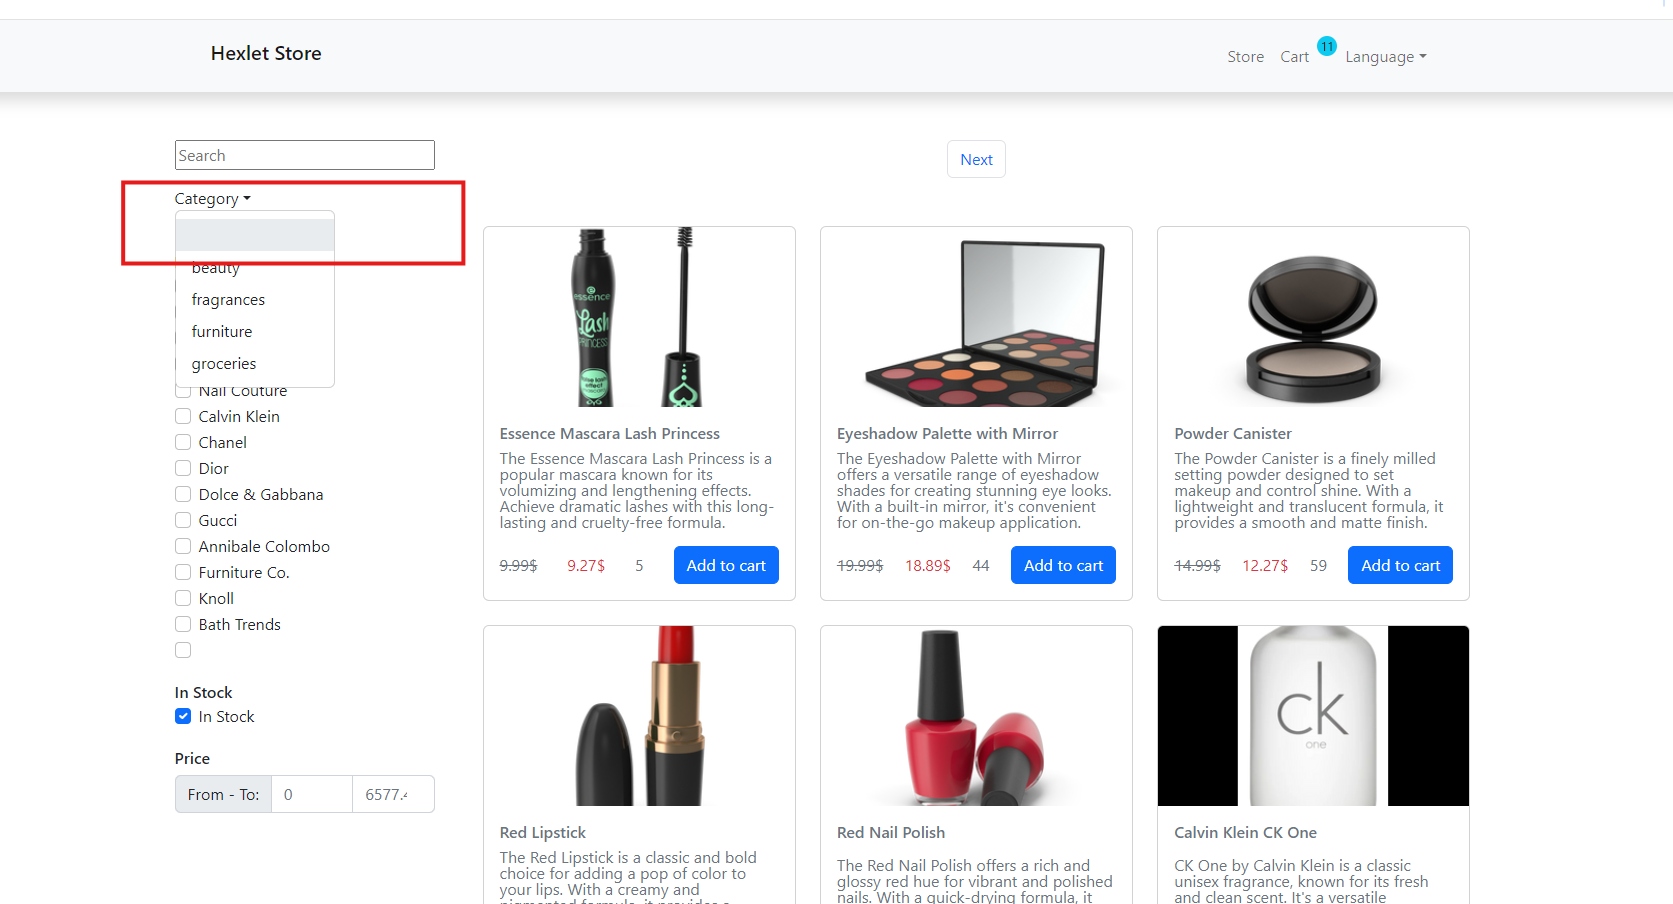 Hexlet Store
Store
Cart
11
Language
Search
Next
Category
beauty
fragrances
furniture
groceries
Nail Couture
Calvin Klein
Chanel
Dior
Dolce & Gabbana
Gucci
Annibale Colombo
Furniture Co.
Knoll
Bath Trends
In Stock
In Stock
Price
From - To:
0
6577.4
essence
Lash
PRINCESS
Essence Mascara Lash Princess
The Essence Mascara Lash Princess is a
popular mascara known for its
volumizing and lengthening effects.
Achieve dramatic lashes with this long-
lasting and cruelty-free formula.
9.99$
9.27$
5
Add to cart
Eyeshadow Palette with Mirror
The Eyeshadow Palette with Mirror
offers a versatile range of eyeshadow
shades for creating stunning eye looks.
With a built-in mirror, it's convenient
for on-the-go makeup application.
19.99$
18.89$
44
Add to cart
Powder Canister
The Powder Canister is a finely milled
setting powder designed to set
makeup and control shine. With a
lightweight and translucent formula, it
provides a smooth and matte finish.
14.99$
12.27$
59
Add to cart
Red Lipstick
The Red Lipstick is a classic and bold
choice for adding a pop of color to
your lips. With a creamy and
pigmented formula, it provides a
Red Nail Polish
The Red Nail Polish offers a rich and
glossy red hue for vibrant and polished
nails. With a quick-drying formula, it
ck
one
Calvin Klein CK One
CK One by Calvin Klein is a classic
unisex fragrance, known for its fresh
and clean scent. It's a versatile